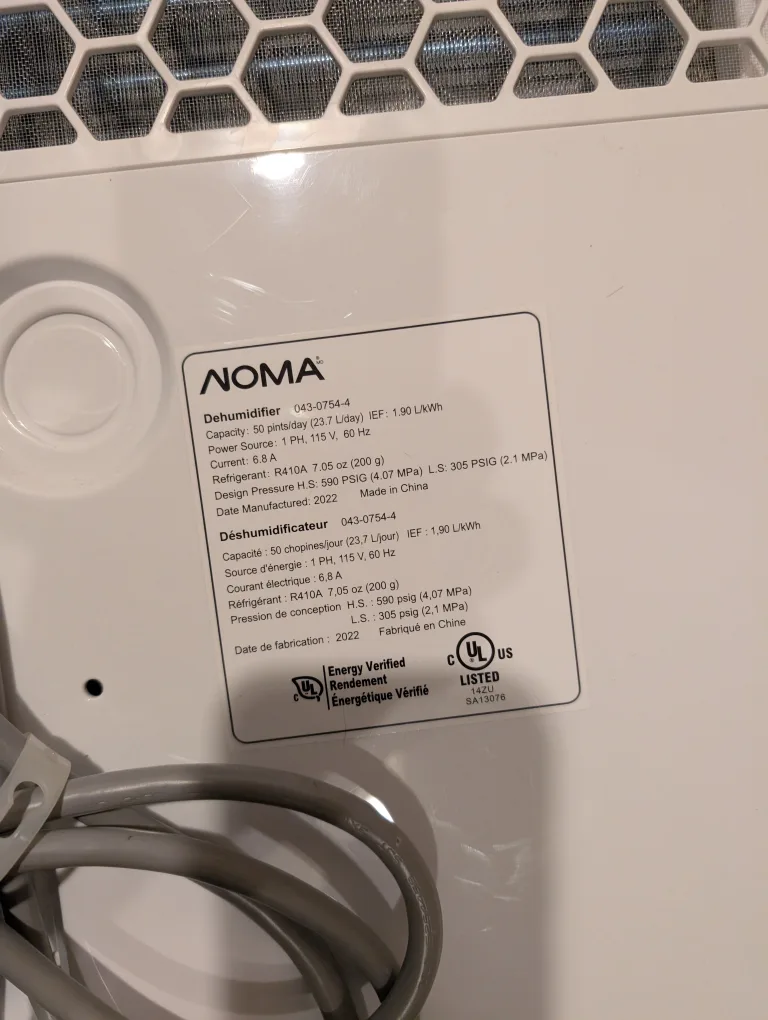 NOMA MD
Dehumidifier 043-0754-4
Capacity: 50 pints/day (23.7 L/day) IEF: 1.90 L/kWh
Power Source: 1 PH, 115 V, 60 Hz
Current: 6.8 A
Refrigerant: R410A 7.05 oz (200 g)
Design Pressure H.S: 590 PSIG (4.07 MPa) L.S: 305 PSIG (2.1 MPa)
Date Manufactured: 2022 Made in China
Déshumidificateur 043-0754-4
Capacité : 50 chopines/jour (23,7 L/jour) IEF : 1,90 L/kWh
Source d'énergie : 1 PH, 115 V, 60 Hz
Courant électrique : 6,8 A
Réfrigérant : R410A 7,05 oz (200 g)
Pression de conception H.S. : 590 psig (4,07 MPa)
L.S. : 305 psig (2,1 MPa)
Date de fabrication : 2022 Fabriqué en Chine
C UL
Energy Verified
Rendement
Énergétique Vérifié
C UL US
LISTED
14ZU
SA13076